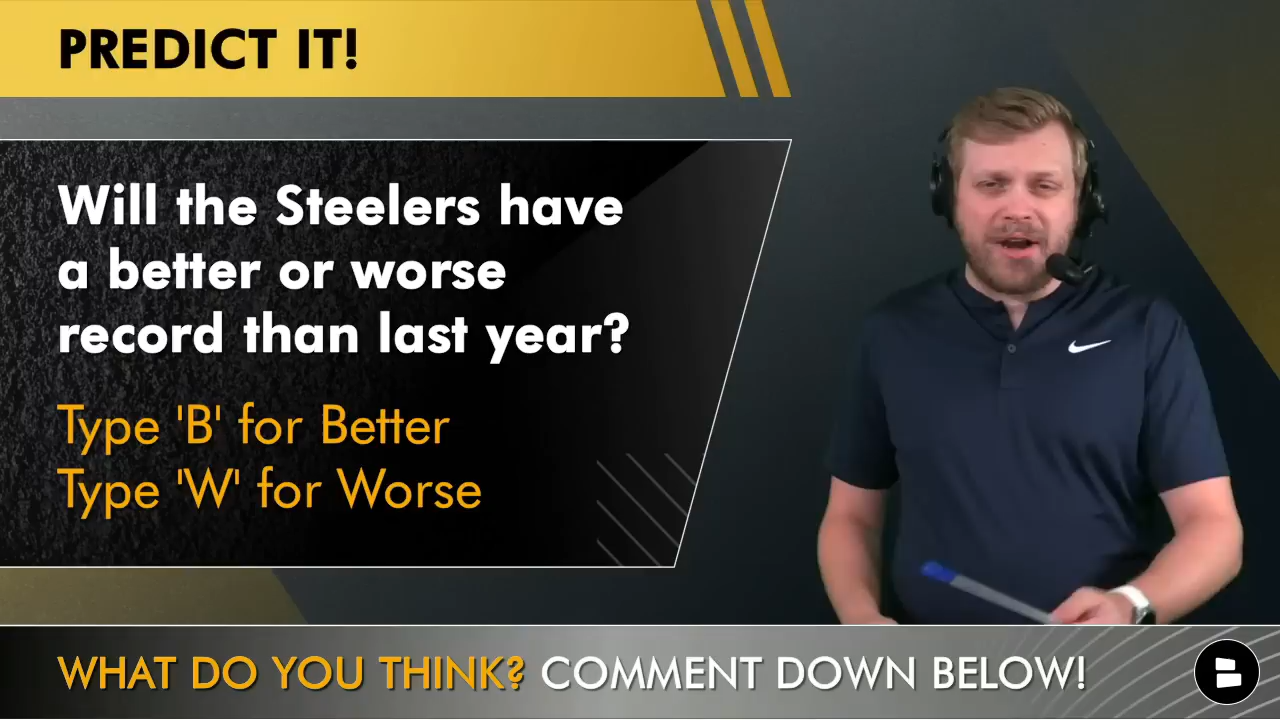 PREDICT IT!
Will the Steelers have
a better or worse
record than last year?
Type 'B' for Better
Type 'W' for Worse
WHAT DO YOU THINK? COMMENT DOWN BELOW!